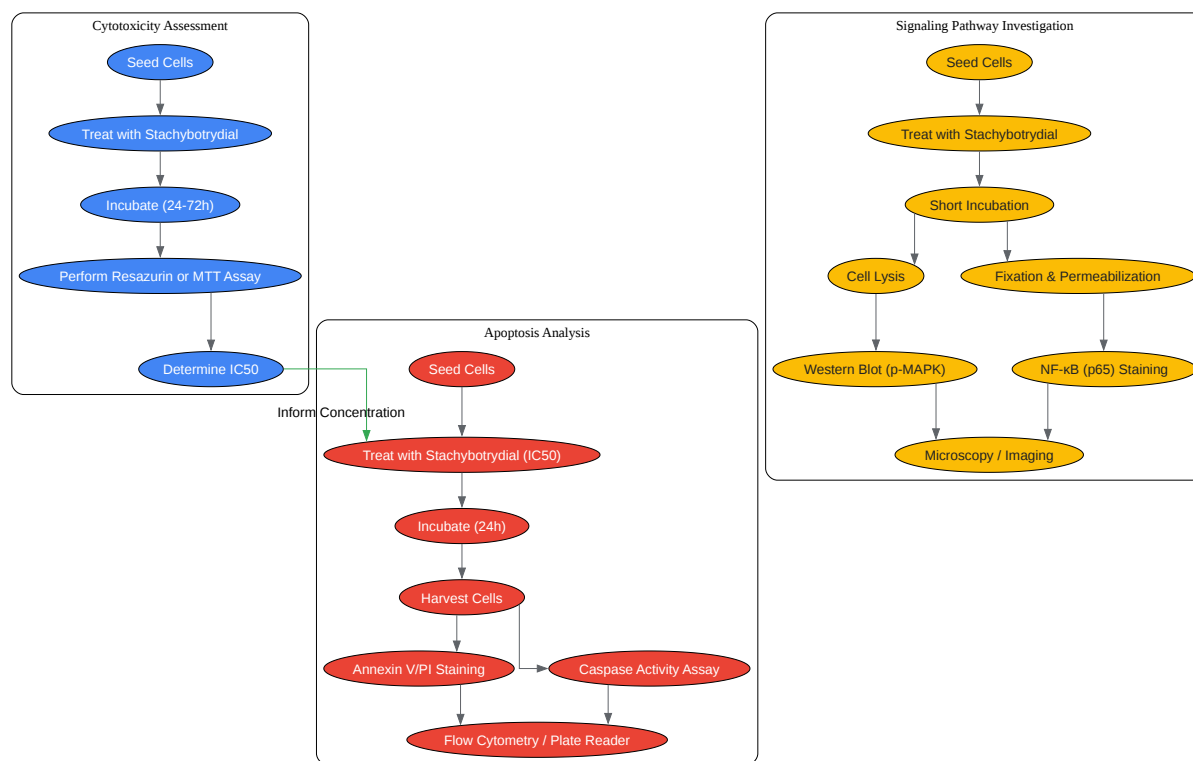 Cytotoxicity Assessment
Seed Cells
Treat with Stachybotrydial
Incubate (24-72h)
Perform Resazurin or MTT Assay
Determine IC50
Inform Concentration
Apoptosis Analysis
Seed Cells
Treat with Stachybotrydial (IC50)
Incubate (24h)
Harvest Cells
Annexin V/PI Staining
Caspase Activity Assay
Flow Cytometry / Plate Reader
Signaling Pathway Investigation
Seed Cells
Treat with Stachybotrydial
Short Incubation
Cell Lysis
Fixation & Permeabilization
Western Blot (p-MAPK)
NF-κB (p65) Staining
Microscopy / Imaging